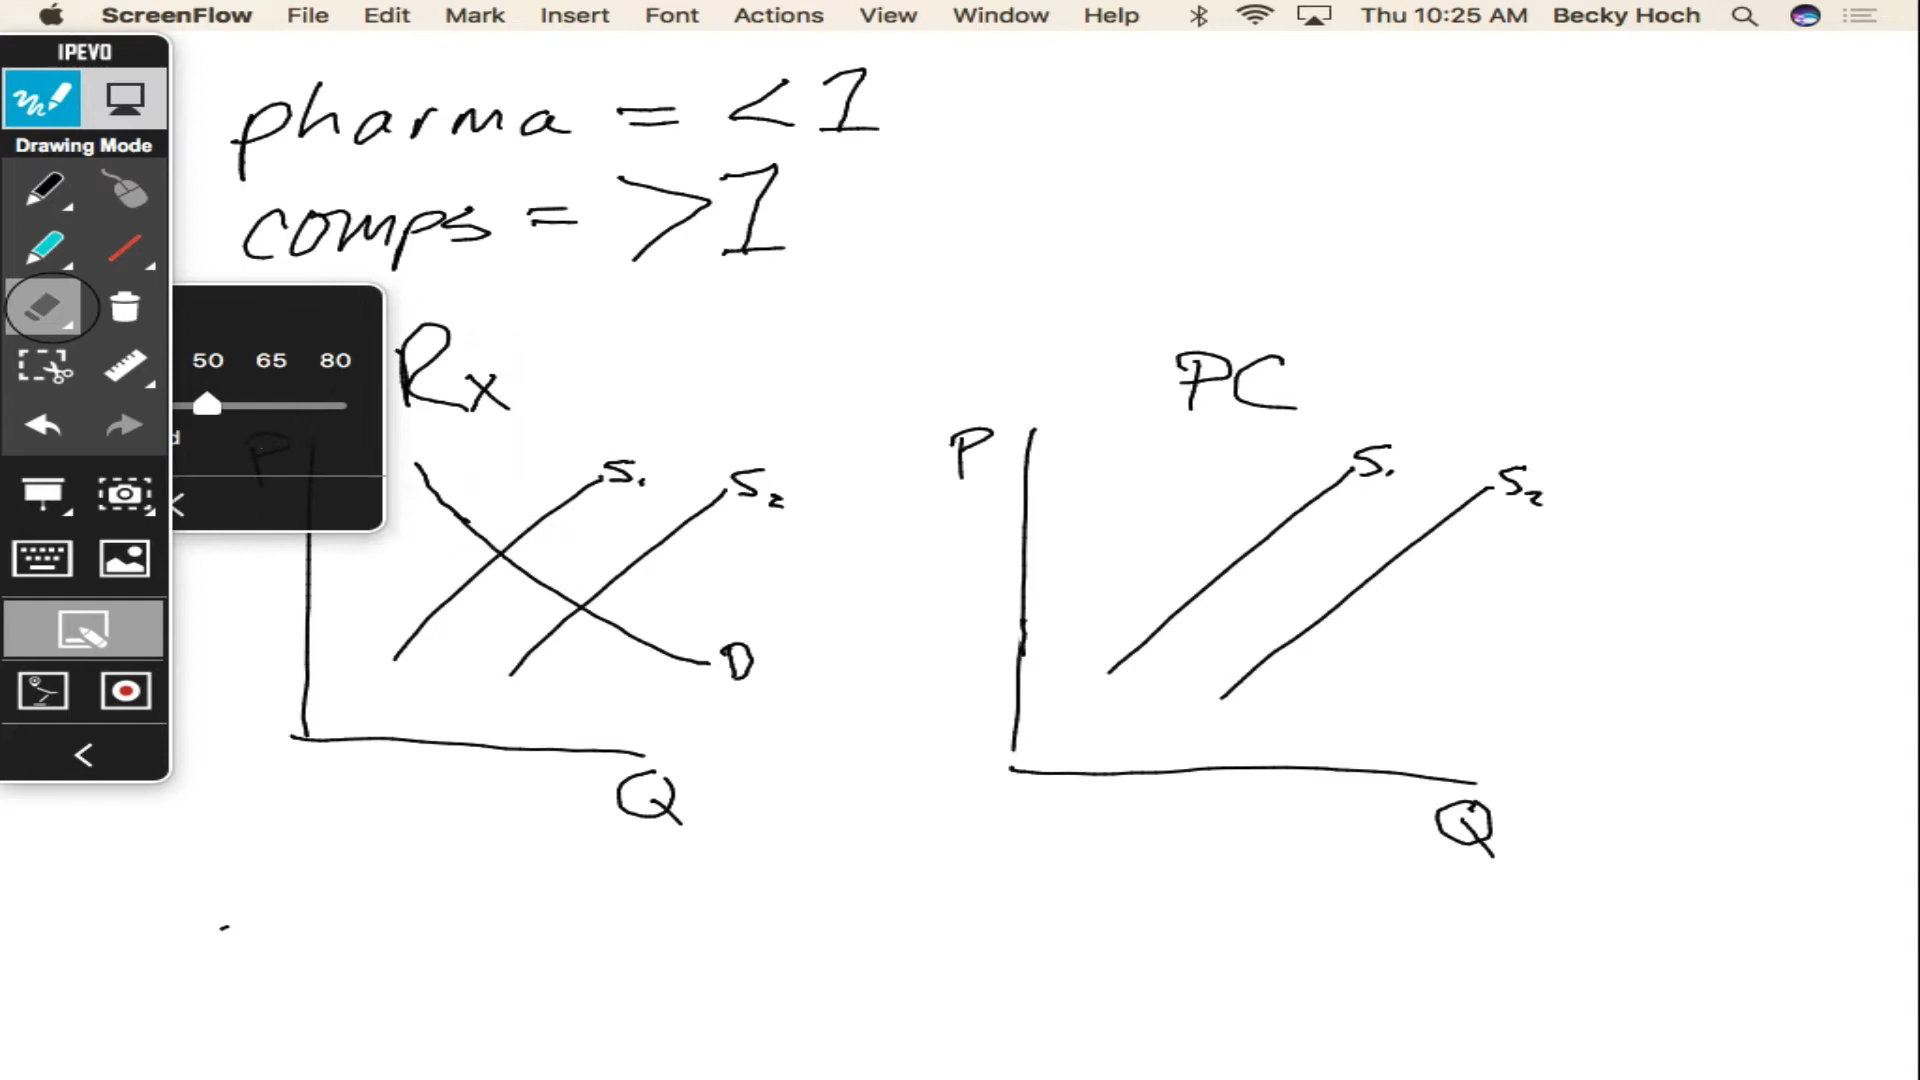 ScreenFlow File Edit Mark Insert Font Actions View Window Help Thu 10:25 AM Becky Hoch
IPEVO
Drawing Mode
pharma = <1
comps = >1
50 65 80
d
Rx
P
S1
S2
D
Q
PC
P
S1
S2
Q